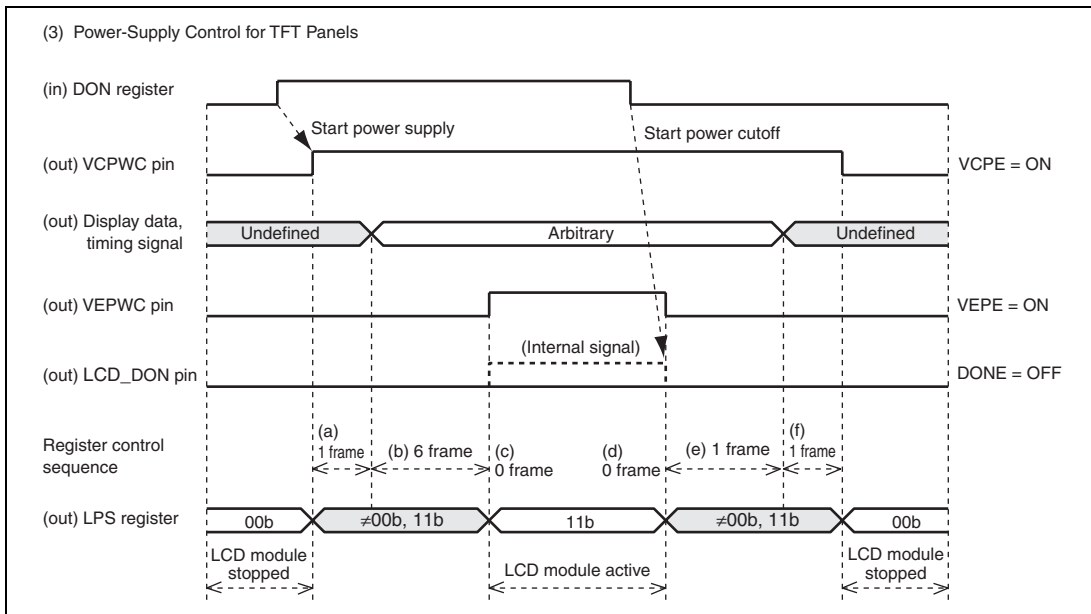 (3) Power-Supply Control for TFT Panels
(in) DON register
Start power supply
Start power cutoff
(out) VCPWC pin
VCPE = ON
(out) Display data,
timing signal
Undefined
Arbitrary
Undefined
(out) VEPWC pin
VEPE = ON
(Internal signal)
(out) LCD_DON pin
DONE = OFF
Register control
sequence
(a)
1 frame
(b) 6 frame
(c)
0 frame
(d)
0 frame
(e) 1 frame
(f)
1 frame
(out) LPS register
00b
≠00b, 11b
11b
≠00b, 11b
00b
LCD module
stopped
LCD module active
LCD module
stopped